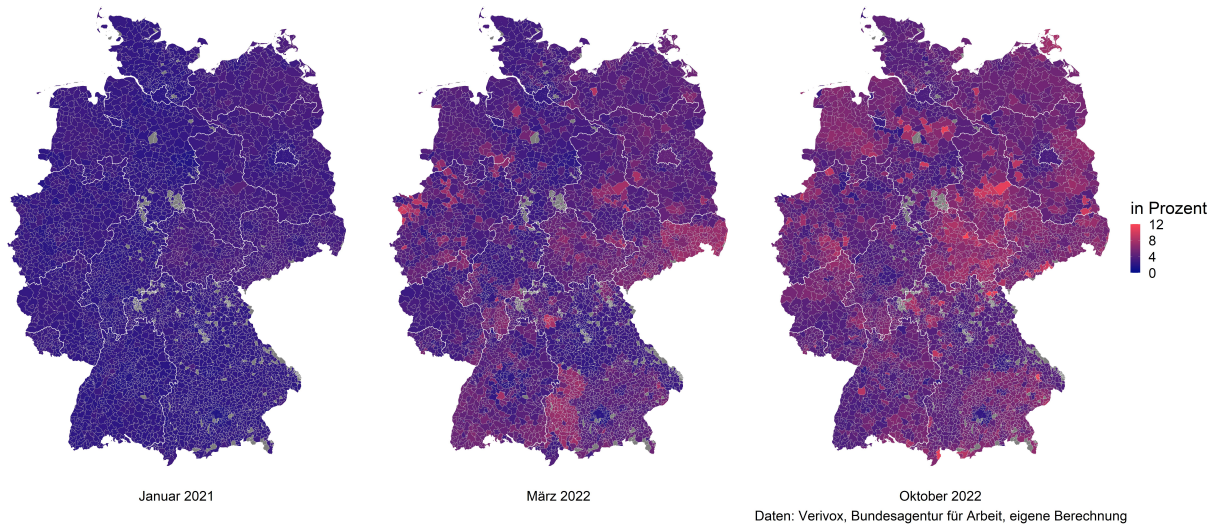 in Prozent
12
8
4
0
Januar 2021
März 2022
Oktober 2022
Daten: Verivox, Bundesagentur für Arbeit, eigene Berechnung